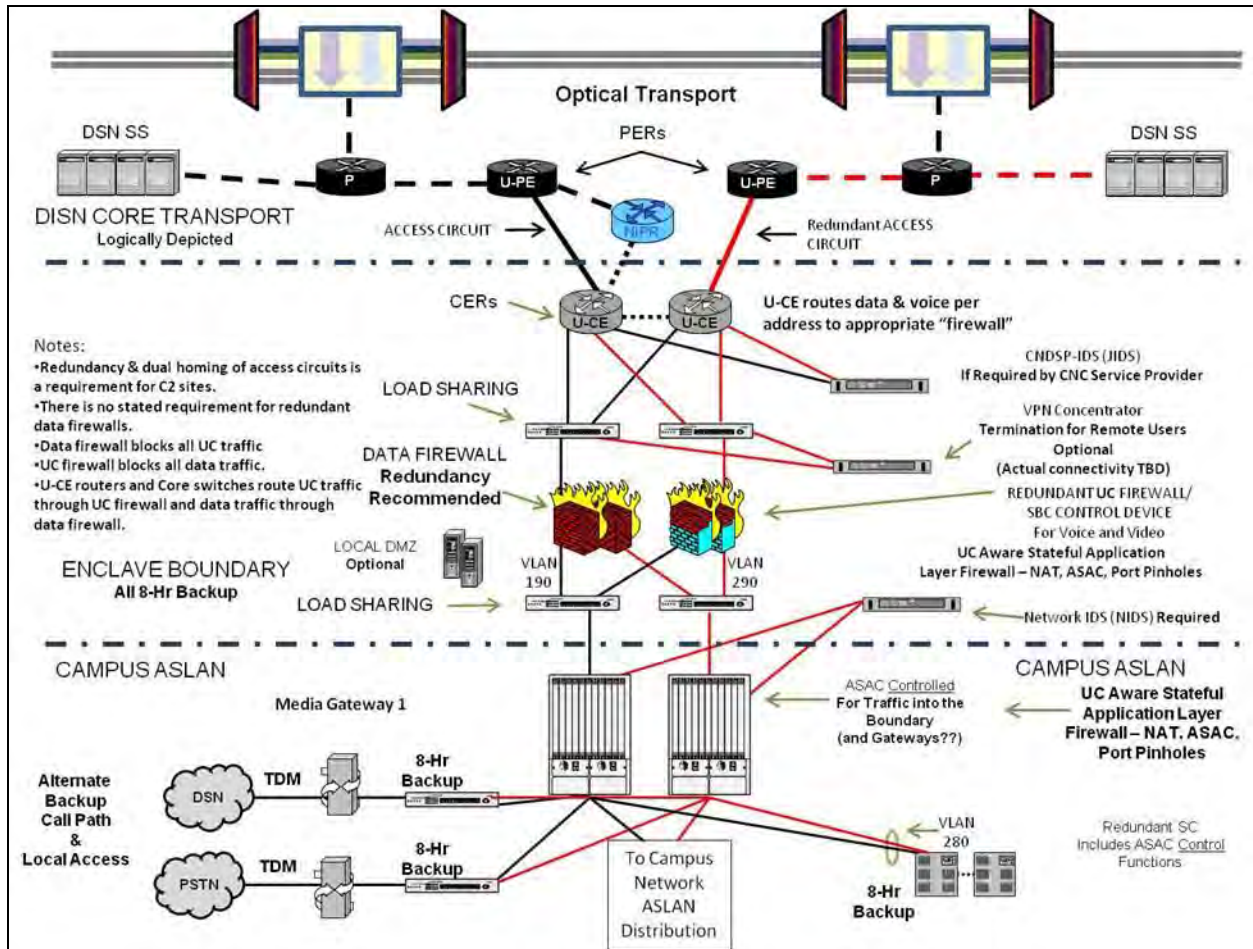 Optical Transport
DSN SS
PERs
DSN SS
P
U-PE
U-PE
P
NIPR
DISN CORE TRANSPORT
Logically Depicted
ACCESS CIRCUIT
Redundant ACCESS
CIRCUIT
CERs
U-CE
U-CE
U-CE routes data & voice per
address to appropriate “firewall”
Notes:
•Redundancy & dual homing of access circuits is
a requirement for C2 sites.
•There is no stated requirement for redundant
data firewalls.
•Data firewall blocks all UC traffic
•UC firewall blocks all data traffic.
•U-CE routers and Core switches route UC traffic
through UC firewall and data traffic through
data firewall.
LOAD SHARING
CNDSP-IDS (JIDS)
If Required by CNC Service Provider
VPN Concentrator
Termination for Remote Users
Optional
(Actual connectivity TBD)
DATA FIREWALL
Redundancy
Recommended
REDUNDANT UC FIREWALL/
SBC CONTROL DEVICE
For Voice and Video
UC Aware Stateful Application
Layer Firewall – NAT, ASAC, Port Pinholes
LOCAL DMZ
Optional
VLAN
190
VLAN
290
ENCLAVE BOUNDARY
All 8-Hr Backup
LOAD SHARING
Network IDS (NIDS) Required
CAMPUS ASLAN
CAMPUS ASLAN
Media Gateway 1
ASAC Controlled
For Traffic into the
Boundary
(and Gateways??)
UC Aware Stateful
Application Layer
Firewall – NAT, ASAC,
Port Pinholes
Alternate
Backup
Call Path
&
Local Access
DSN
TDM
8-Hr
Backup
PSTN
TDM
8-Hr
Backup
To Campus
Network
ASLAN
Distribution
VLAN
280
8-Hr
Backup
Redundant SC
Includes ASAC Control
Functions